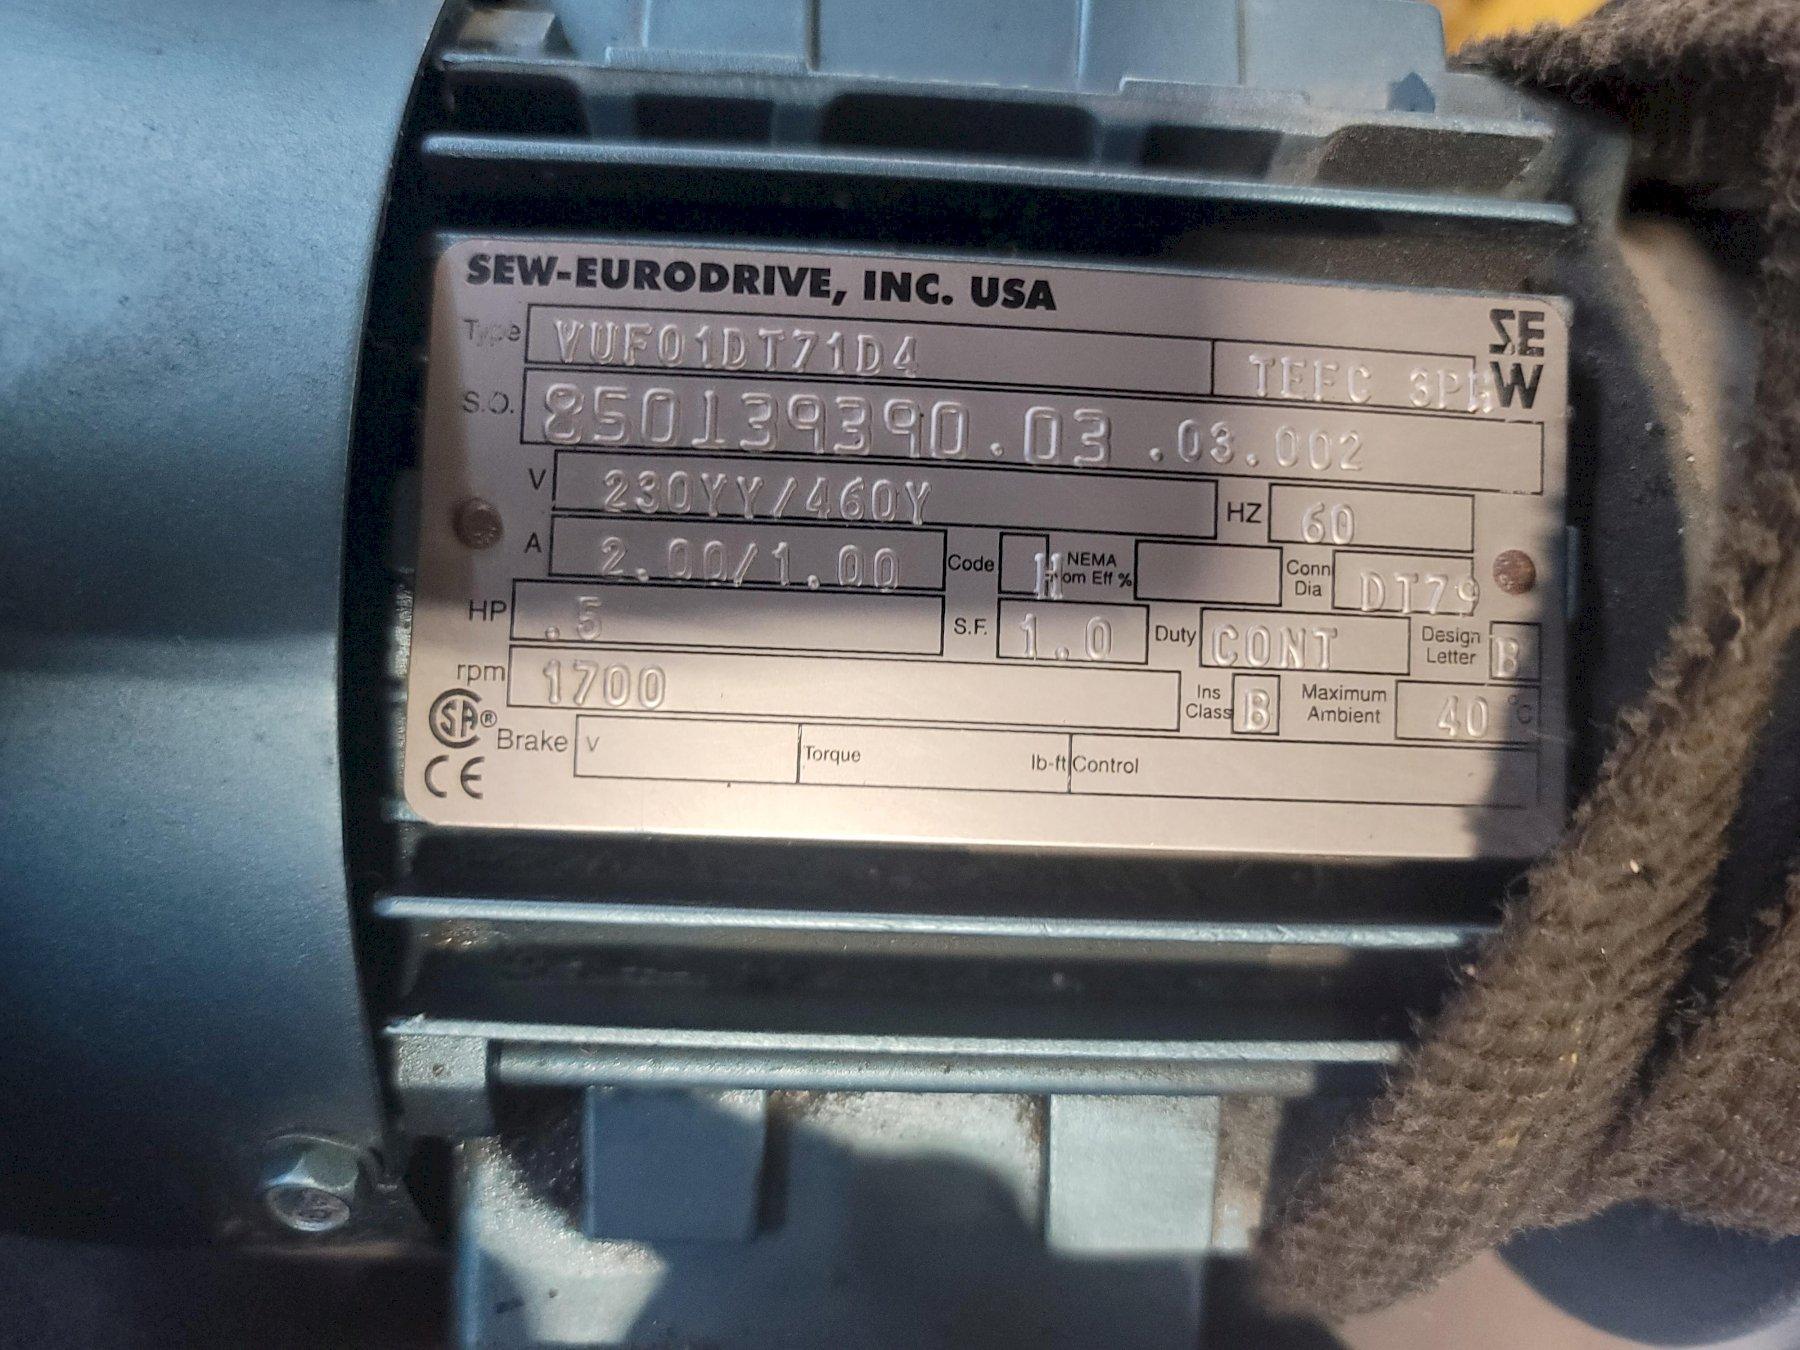 SEW-EURODRIVE, INC. USA
SEW
Type VUF01DT71D4 TEFC 3PH
S.O. 850139390.03.03.002
V 230YY/460Y HZ 60
A 2.00/1.00 Code H NEMA Nom Eff % Conn Dia DT79
HP .5 S.F. 1.0 Duty CONT Design Letter B
rpm 1700 Ins Class B Maximum Ambient 40 °C
SA®
Brake V Torque lb-ft Control
CE